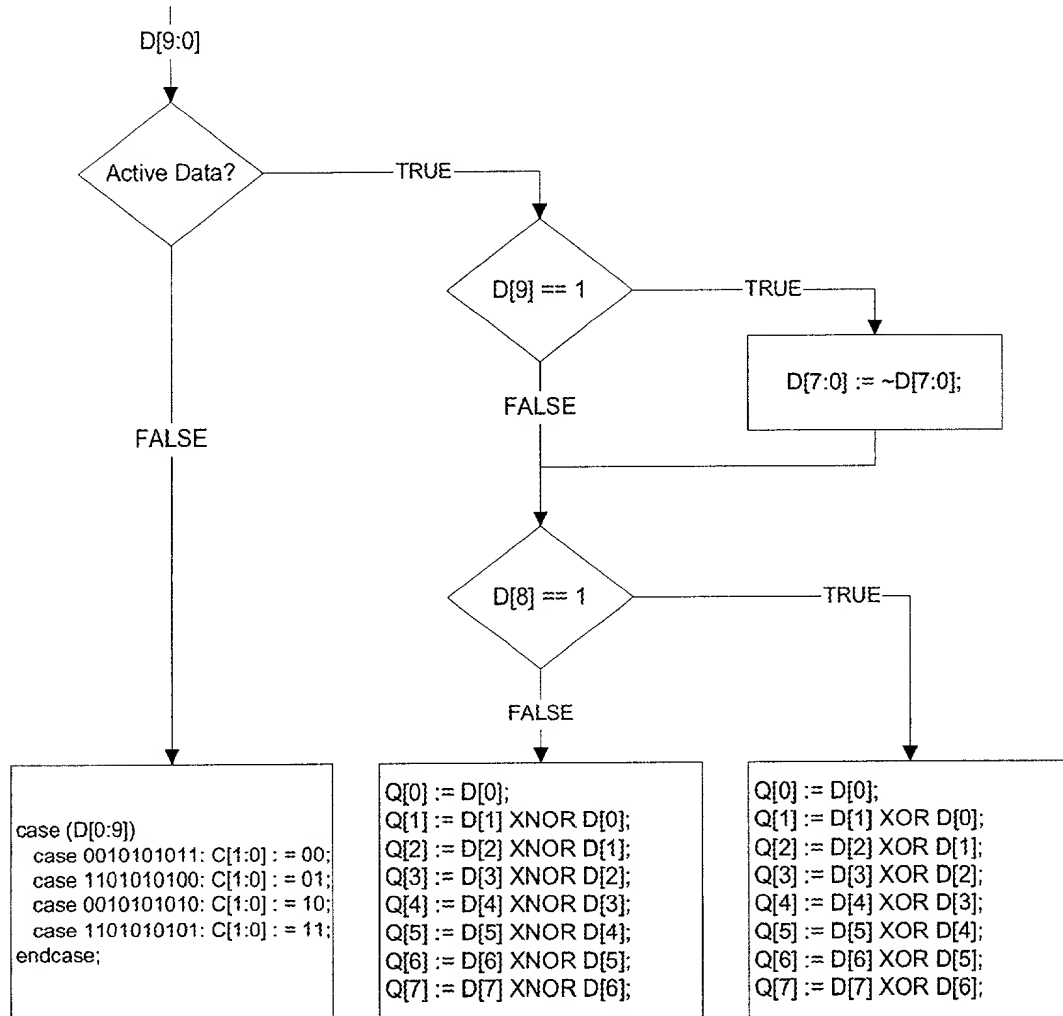 D[9:0]
Active Data?
TRUE
D[9] == 1
TRUE
D[7:0] := ~D[7:0];
FALSE
FALSE
D[8] == 1
TRUE
FALSE
case (D[0:9])
case 0010101011: C[1:0] : = 00;
case 1101010100: C[1:0] : = 01;
case 0010101010: C[1:0] : = 10;
case 1101010101: C[1:0] : = 11;
endcase;
Q[0] := D[0];
Q[1] := D[1] XNOR D[0];
Q[2] := D[2] XNOR D[1];
Q[3] := D[3] XNOR D[2];
Q[4] := D[4] XNOR D[3];
Q[5] := D[5] XNOR D[4];
Q[6] := D[6] XNOR D[5];
Q[7] := D[7] XNOR D[6];
Q[0] := D[0];
Q[1] := D[1] XOR D[0];
Q[2] := D[2] XOR D[1];
Q[3] := D[3] XOR D[2];
Q[4] := D[4] XOR D[3];
Q[5] := D[5] XOR D[4];
Q[6] := D[6] XOR D[5];
Q[7] := D[7] XOR D[6];